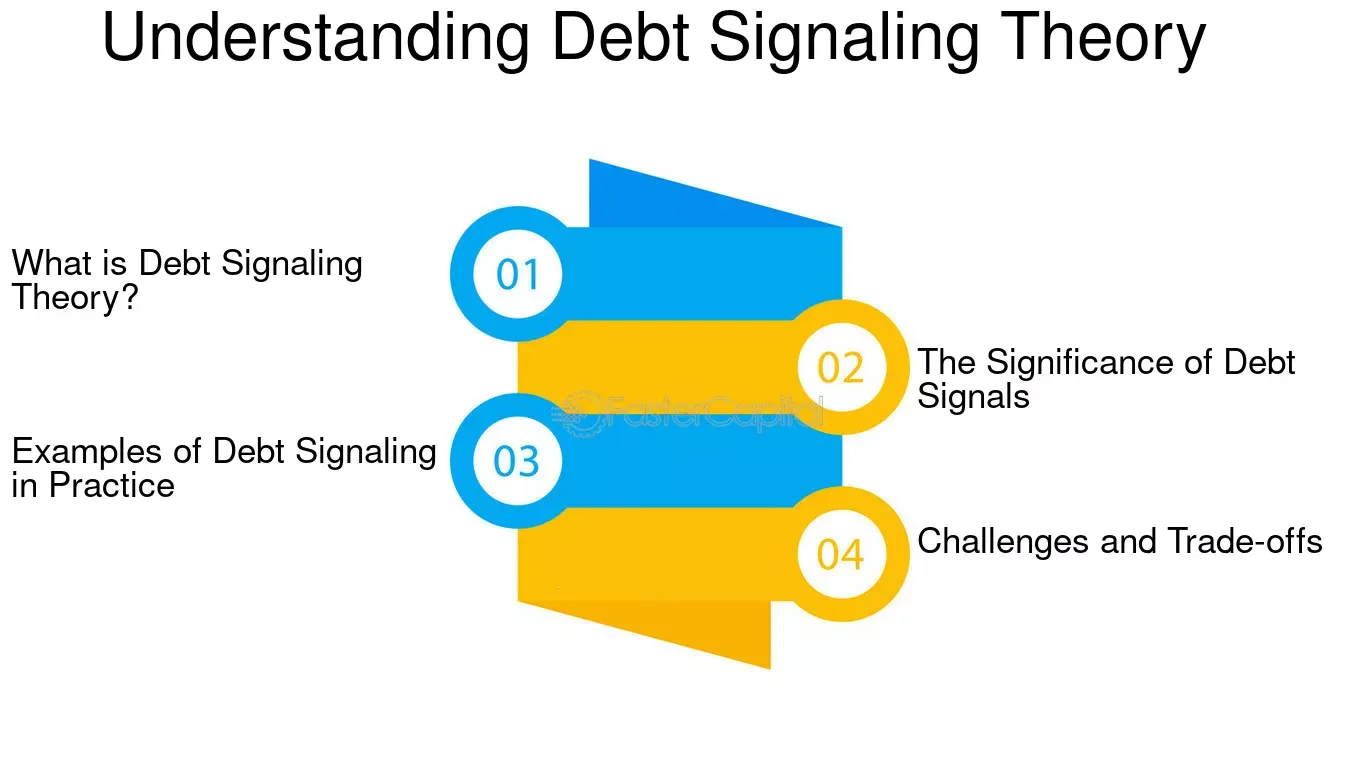 Understanding Debt Signaling Theory
What is Debt Signaling
Theory?
01
02
The Significance of Debt
Signals
FasterCapital
Examples of Debt Signaling
in Practice
03
04
Challenges and Trade-offs